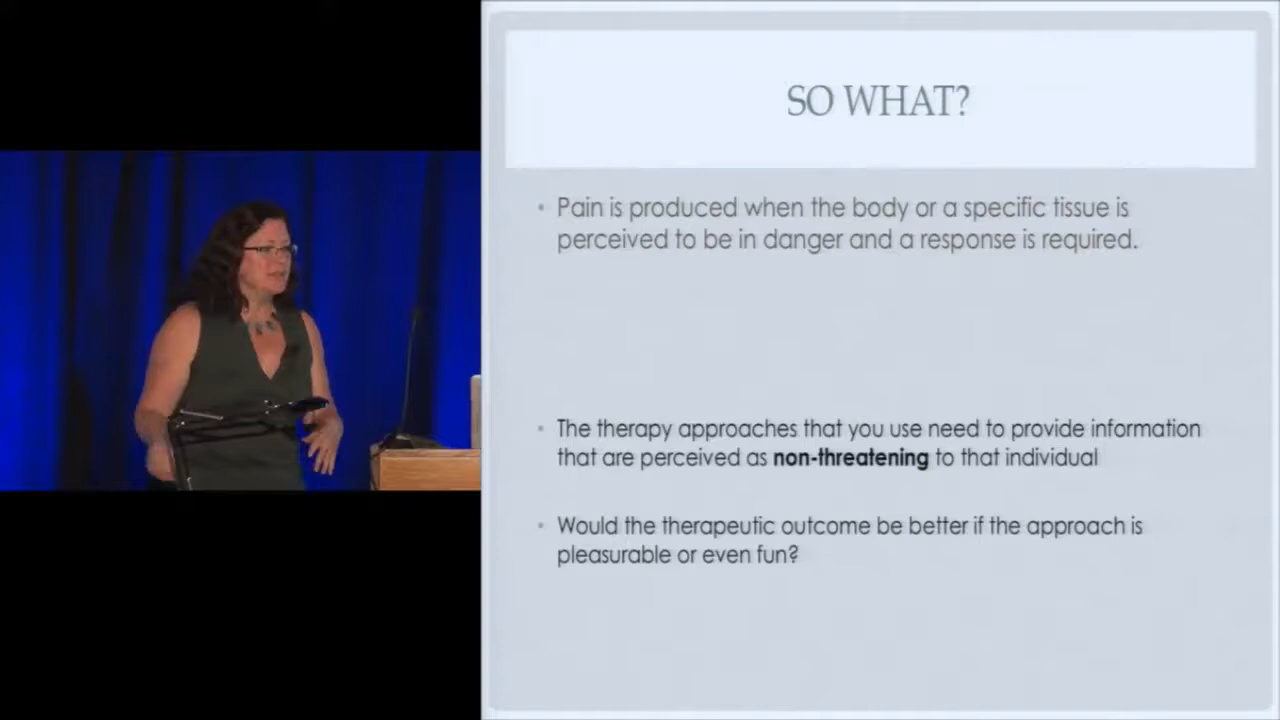 SO WHAT?
• Pain is produced when the body or a specific tissue is
perceived to be in danger and a response is required.
• The therapy approaches that you use need to provide information
that are perceived as non-threatening to that individual
• Would the therapeutic outcome be better if the approach is
pleasurable or even fun?